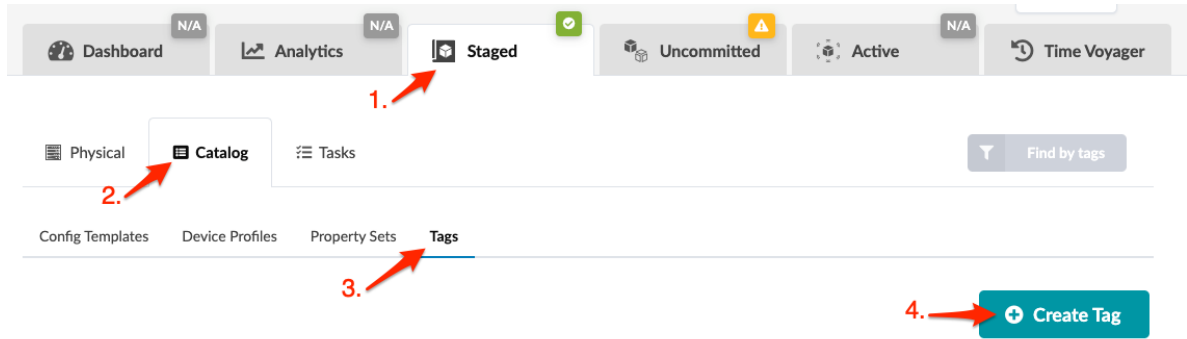 N/A N/A N/A
Dashboard Analytics Staged Uncommitted Active Time Voyager
1.
Physical Catalog Tasks Find by tags
2.
Config Templates Device Profiles Property Sets Tags
3.
4. Create Tag